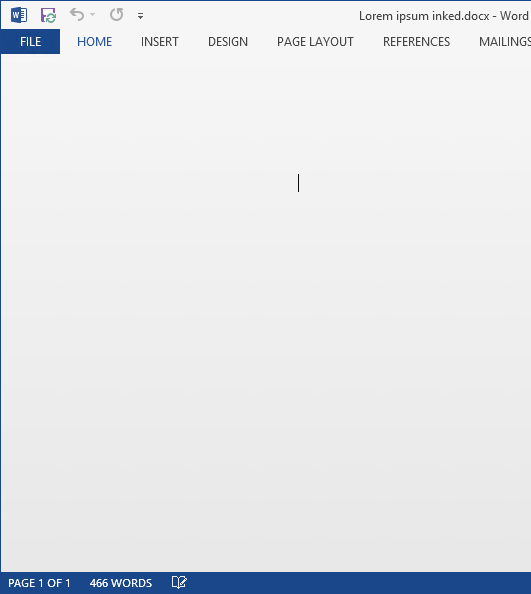 Lorem ipsum inked.docx - Word
FILE HOME INSERT DESIGN PAGE LAYOUT REFERENCES MAILINGS
PAGE 1 OF 1 466 WORDS